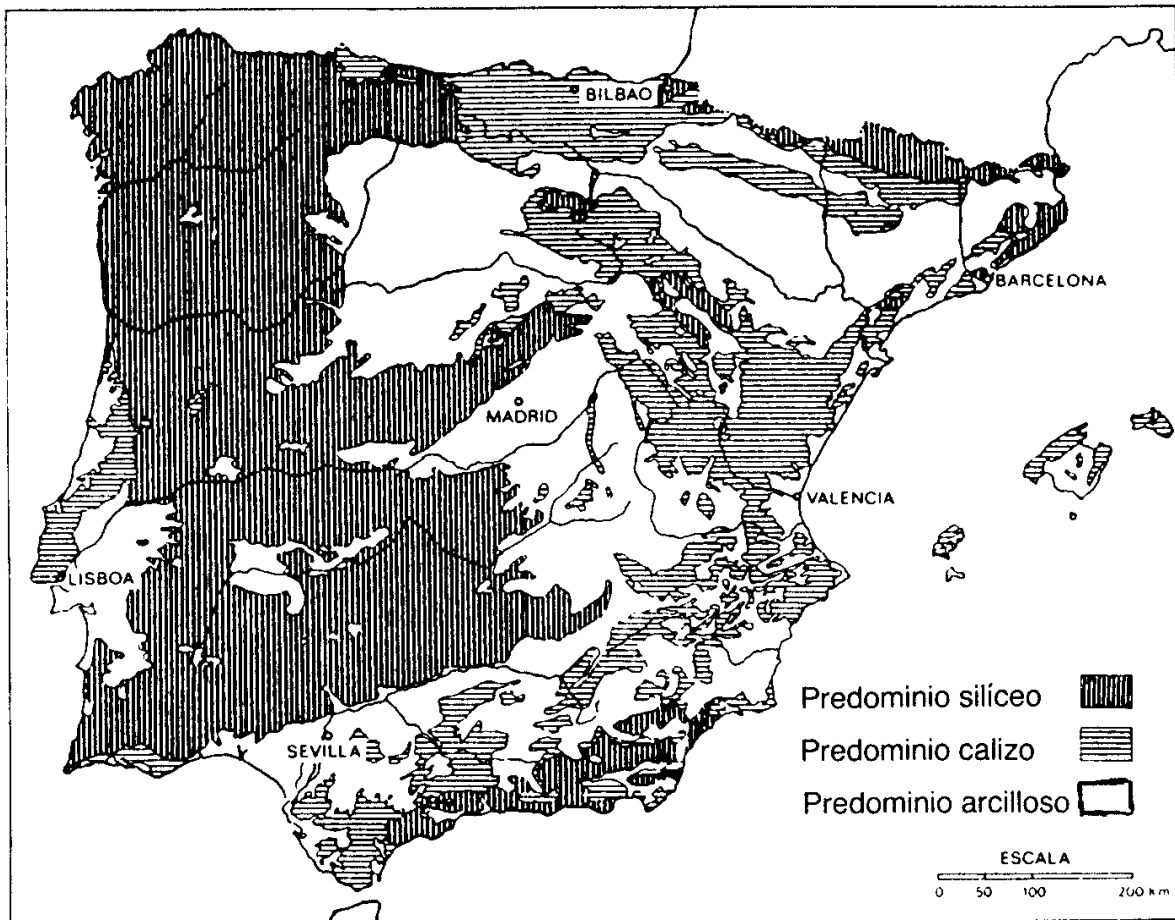 BILBAO
BARCELONA
MADRID
VALENCIA
LISBOA
SEVILLA
Predominio silíceo
Predominio calizo
Predominio arcilloso
ESCALA
0 50 100 200 km